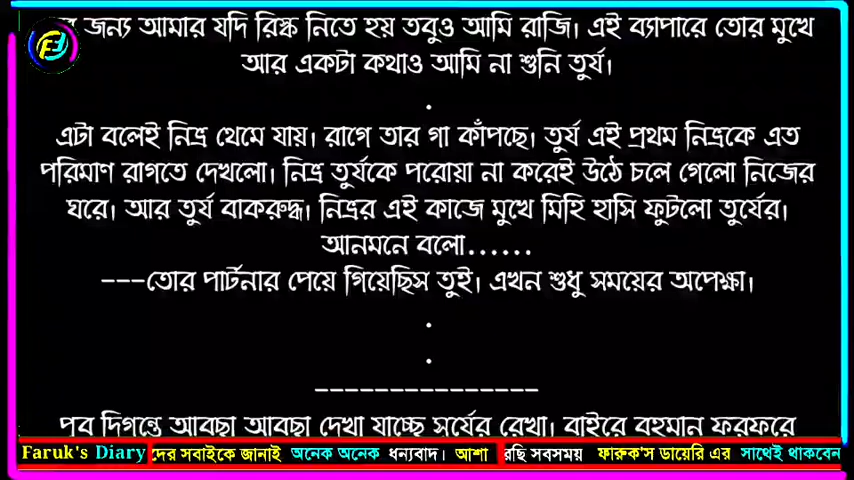 জন্য আমার যদি রিস্ক নিতে হয় তবুও আমি রাজি। এই ব্যাপারে তোর মুখে
আর একটা কথাও আমি না শুনি তুর্য।
.
এটা বলেই নিভ্র থেমে যায়। রাগে তার গা কাঁপছে। তুর্য এই প্রথম নিভ্রকে এত
পরিমাণ রাগতে দেখলো। নিভ্র তুর্যকে পরোয়া না করেই উঠে চলে গেলো নিজের
ঘরে। আর তুর্য বাকরুদ্ধ। নিভ্রর এই কাজে মুখে মিহি হাসি ফুটলো তুর্যের।
আনমনে বলো......
---তোর পার্টনার পেয়ে গিয়েছিস তুই। এখন শুধু সময়ের অপেক্ষা।
.
.
---------------
পূব দিগন্তে আবছা আবছা দেখা যাচ্ছে সূর্যের রেখা। বাইরে বহমান ফুরফুরে
Faruk's Diary দের সবাইকে জানাই অনেক অনেক ধন্যবাদ। আশা রছি সবসময় ফারুক'স ডায়েরি এর সাথেই থাকবেন